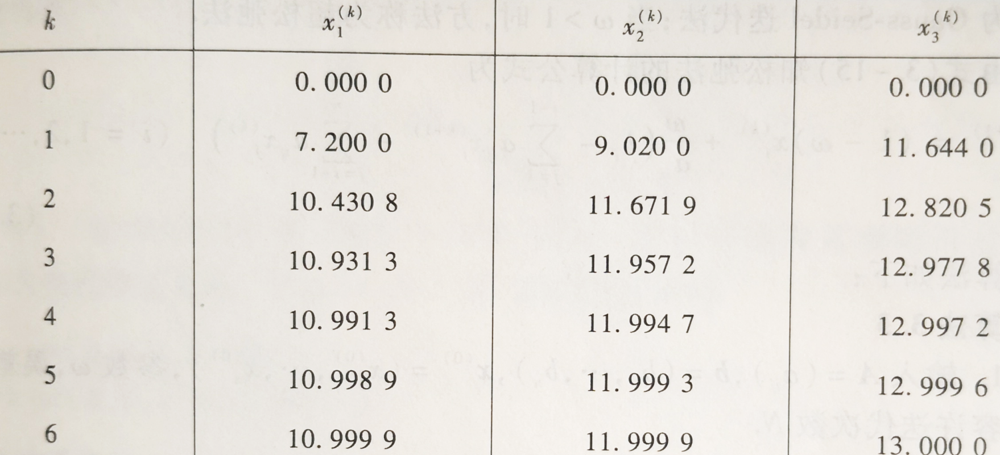 k x₁⁽ᵏ⁾ x₂⁽ᵏ⁾ x₃⁽ᵏ⁾
0 0.000 0 0.000 0 0.000 0
1 7.200 0 9.020 0 11.644 0
2 10.430 8 11.671 9 12.820 5
3 10.931 3 11.957 2 12.977 8
4 10.991 3 11.994 7 12.997 2
5 10.998 9 11.999 3 12.999 6
6 10.999 9 11.999 9 13.000 0